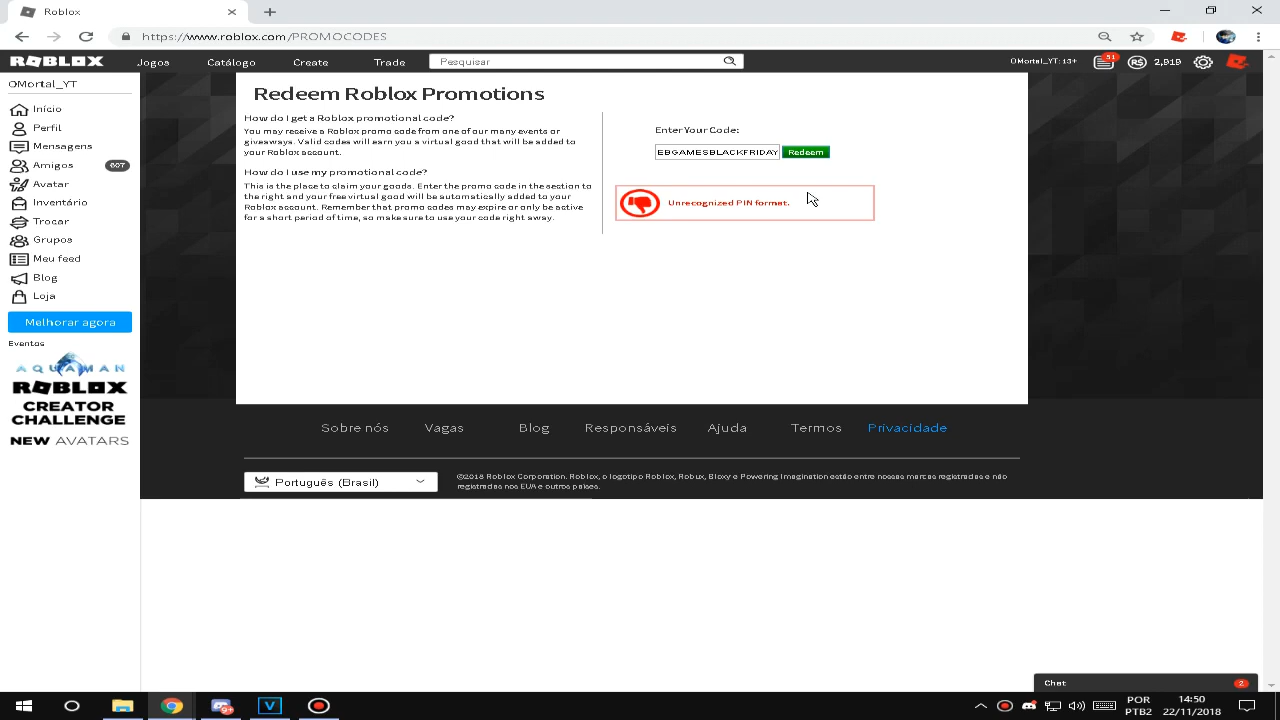 Roblox
https://www.roblox.com/PROMOCODES
ROBLOX Jogos Catálogo Create Trade Pesquisar OMortal_YT: 13+ 51 R$ 2,919
OMortal_YT
Início
Perfil
Mensagens
Amigos 607
Avatar
Inventário
Trocar
Grupos
Meu feed
Blog
Loja
Melhorar agora
Eventos
AQUAMAN
ROBLOX
CREATOR
CHALLENGE
NEW AVATARS
Redeem Roblox Promotions
How do I get a Roblox promotional code?
You may receive a Roblox promo code from one of our many events or
giveaways. Valid codes will earn you a virtual good that will be added to
your Roblox account.
How do I use my promotional code?
This is the place to claim your goods. Enter the promo code in the section to
the right and your free virtual good will be automatically added to your
Roblox account. Remember that promo codes may expire or only be active
for a short period of time, so make sure to use your code right away.
Enter Your Code:
EBGAMESBLACKFRIDAY Redeem
Unrecognized PIN format.
Sobre nós Vagas Blog Responsáveis Ajuda Termos Privacidade
Português (Brasil)
©2018 Roblox Corporation. Roblox, o logotipo Roblox, Robux, Bloxy e Powering Imagination estão entre nossas marcas registradas e não
registradas nos EUA e outros países.
Chat 2
9+
POR
PTB2
14:50
22/11/2018